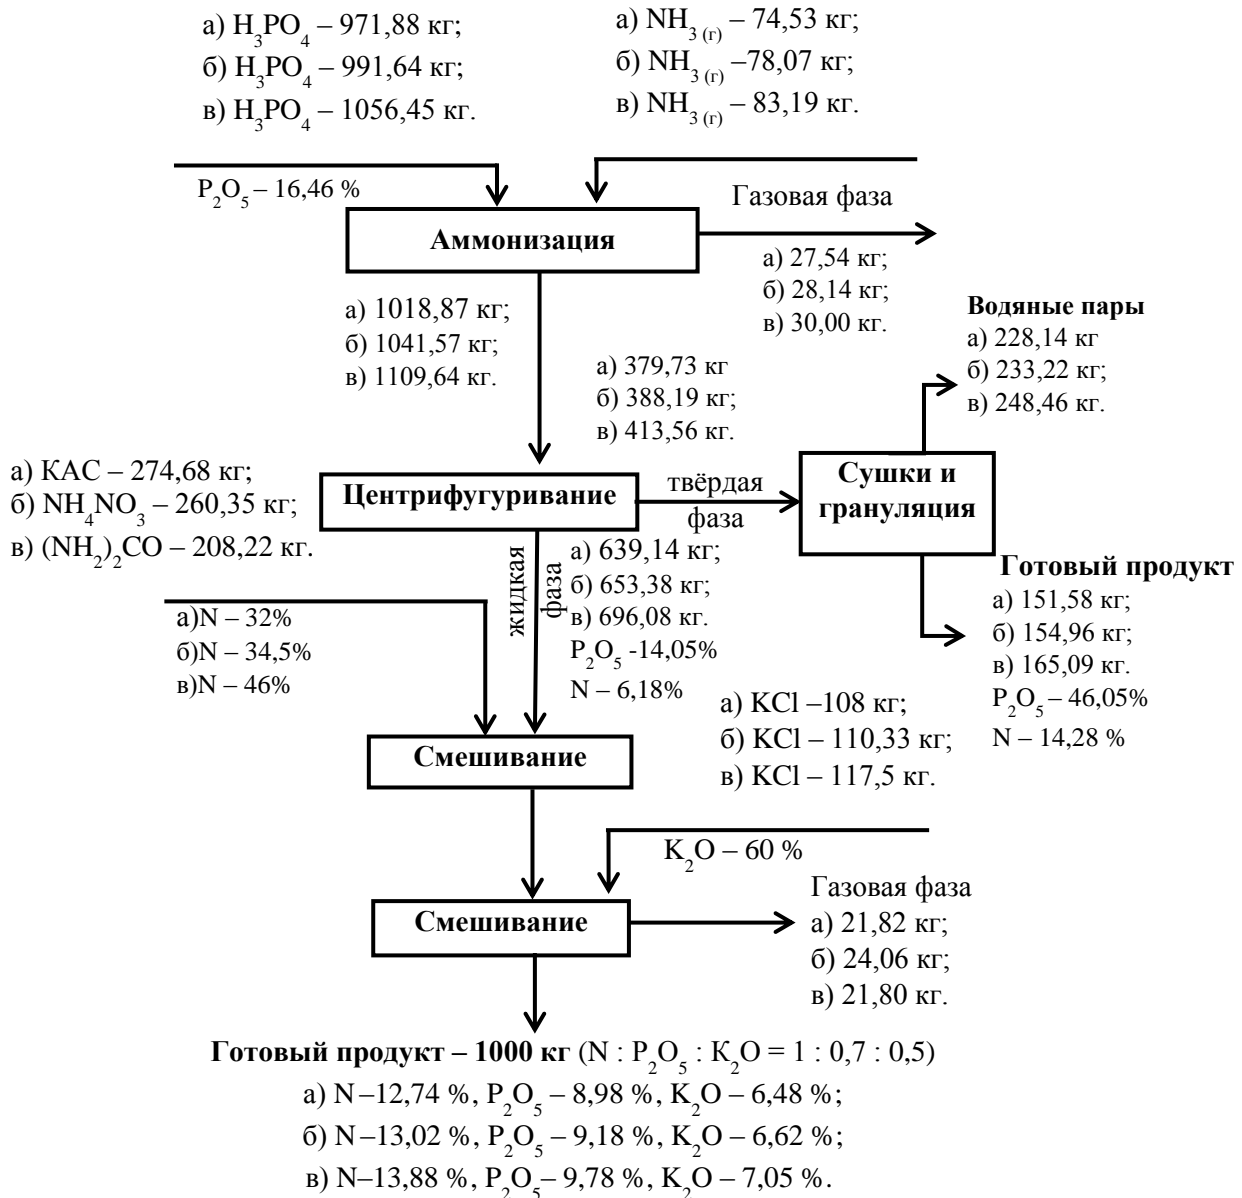 а) H₃PO₄ – 971,88 кг;
б) H₃PO₄ – 991,64 кг;
в) H₃PO₄ – 1056,45 кг.
а) NH₃ ₍г₎ – 74,53 кг;
б) NH₃ ₍г₎ –78,07 кг;
в) NH₃ ₍г₎ – 83,19 кг.
P₂O₅ – 16,46 %
Газовая фаза
Аммонизация
а) 27,54 кг;
б) 28,14 кг;
в) 30,00 кг.
а) 1018,87 кг;
б) 1041,57 кг;
в) 1109,64 кг.
Водяные пары
а) 228,14 кг
б) 233,22 кг;
в) 248,46 кг.
а) 379,73 кг
б) 388,19 кг;
в) 413,56 кг.
а) КАС – 274,68 кг;
б) NH₄NO₃ – 260,35 кг;
в) (NH₂)₂CO – 208,22 кг.
Центрифугуривание
твёрдая
фаза
Сушки и
грануляция
жидкая
фаза
а) 639,14 кг;
б) 653,38 кг;
в) 696,08 кг.
P₂O₅ -14,05%
N – 6,18%
Готовый продукт
а) 151,58 кг;
б) 154,96 кг;
в) 165,09 кг.
P₂O₅ – 46,05%
N – 14,28 %
а)N – 32%
б)N – 34,5%
в)N – 46%
а) KCl –108 кг;
б) KCl – 110,33 кг;
в) KCl – 117,5 кг.
Смешивание
K₂O – 60 %
Смешивание
Газовая фаза
а) 21,82 кг;
б) 24,06 кг;
в) 21,80 кг.
Готовый продукт – 1000 кг (N : P₂O₅ : K₂O = 1 : 0,7 : 0,5)
а) N –12,74 %, P₂O₅ – 8,98 %, K₂O – 6,48 %;
б) N–13,02 %, P₂O₅ – 9,18 %, K₂O – 6,62 %;
в) N–13,88 %, P₂O₅– 9,78 %, K₂O – 7,05 %.